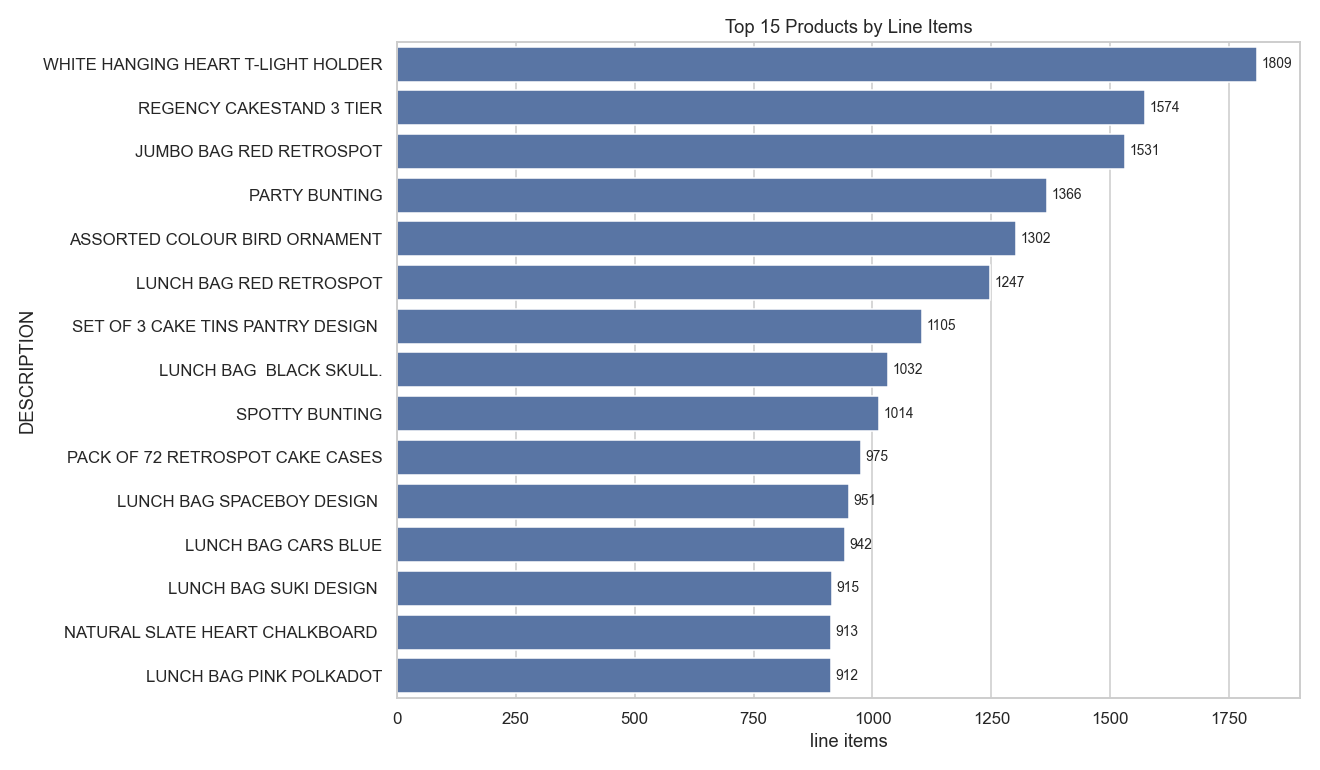 Top 15 Products by Line Items
WHITE HANGING HEART T-LIGHT HOLDER 1809
REGENCY CAKESTAND 3 TIER 1574
JUMBO BAG RED RETROSPOT 1531
PARTY BUNTING 1366
ASSORTED COLOUR BIRD ORNAMENT 1302
LUNCH BAG RED RETROSPOT 1247
SET OF 3 CAKE TINS PANTRY DESIGN 1105
LUNCH BAG  BLACK SKULL. 1032
SPOTTY BUNTING 1014
PACK OF 72 RETROSPOT CAKE CASES 975
LUNCH BAG SPACEBOY DESIGN 951
LUNCH BAG CARS BLUE 942
LUNCH BAG SUKI DESIGN 915
NATURAL SLATE HEART CHALKBOARD 913
LUNCH BAG PINK POLKADOT 912
0 250 500 750 1000 1250 1500 1750
line items
DESCRIPTION